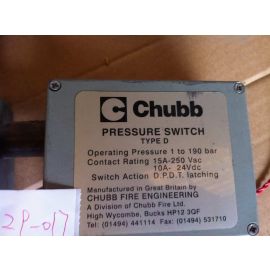 Chubb
PRESSURE SWITCH
TYPE D
Operating Pressure 1 to 190 bar
Contact Rating 15A-250 Vac
10A- 24Vdc
Switch Action D.P.D.T. latching
Manufactured in Great Britain by
CHUBB FIRE ENGINEERING
A Division of Chubb Fire Ltd.
High Wycombe, Bucks HP12 3QF
Tel: (01494) 441114 Fax: (01494) 531710
2P-017